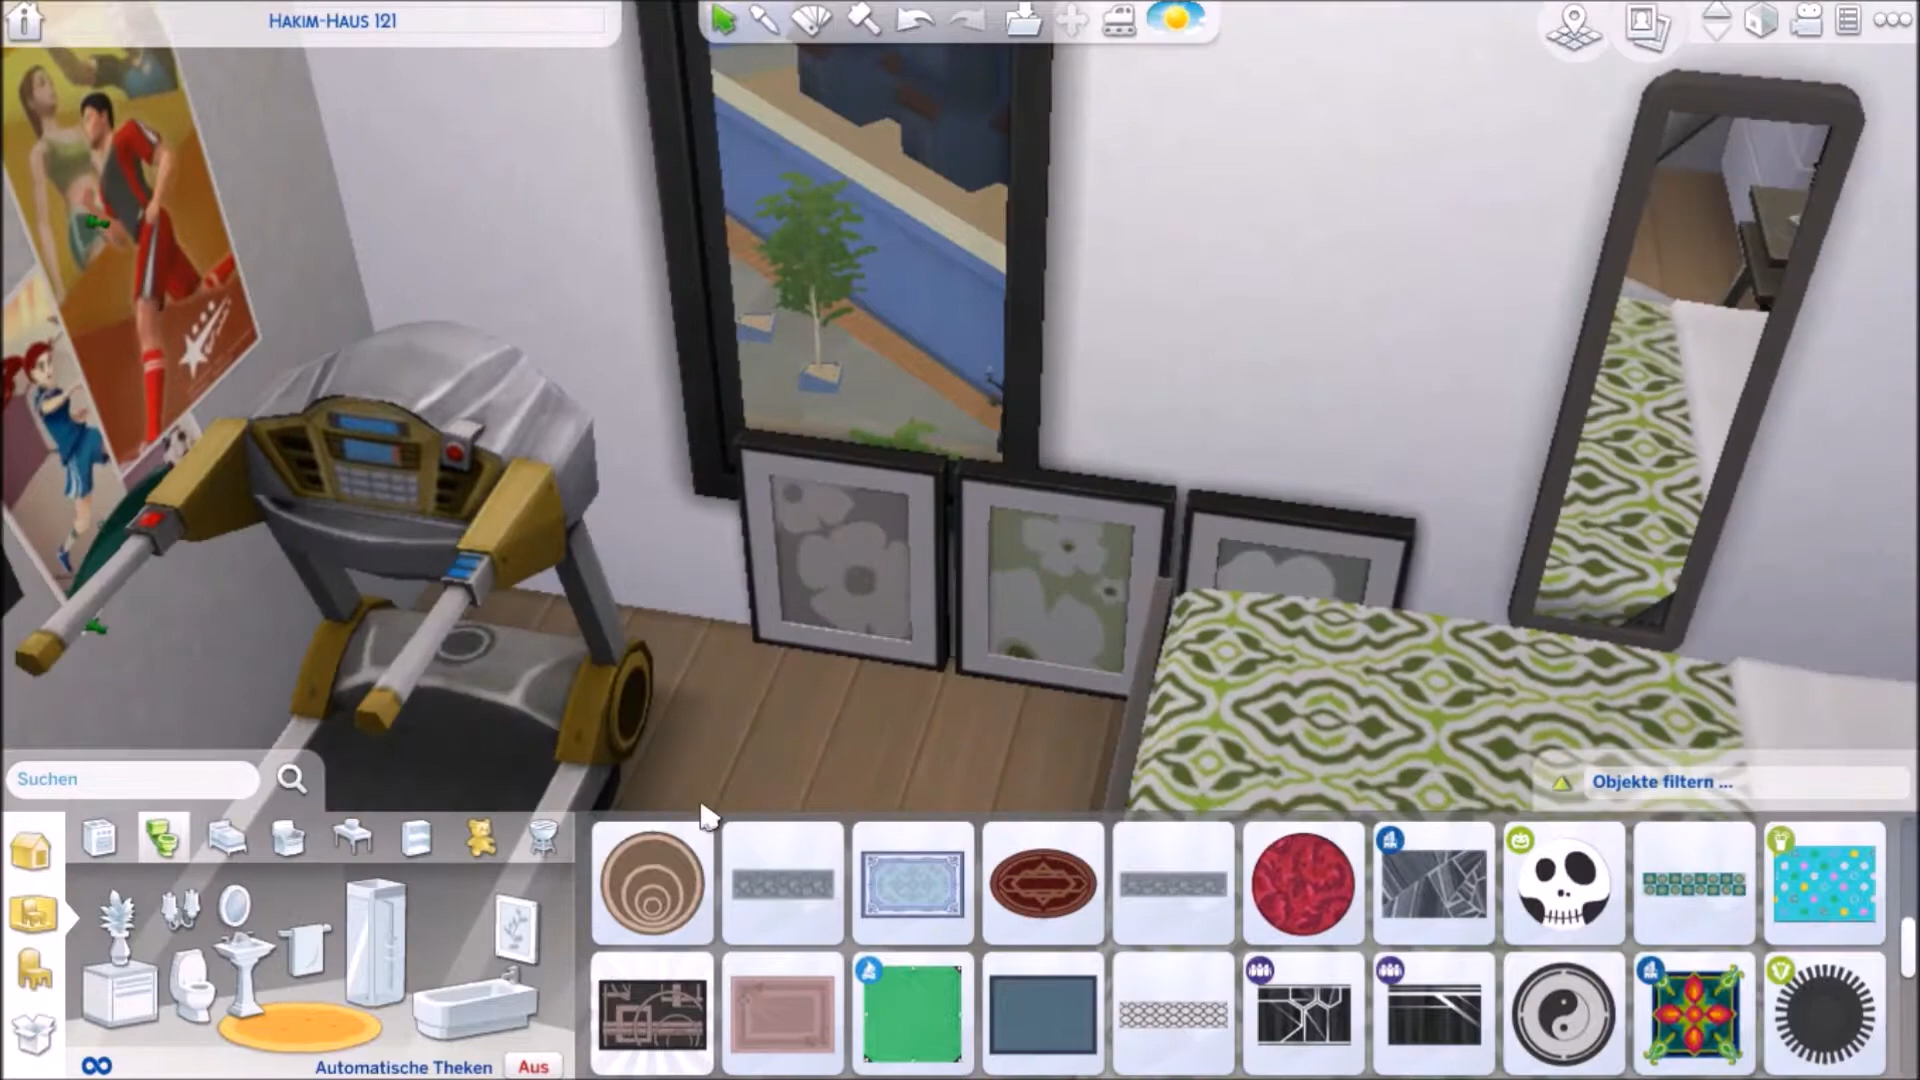 HAKIM-HAUS 121
Suchen
Objekte filtern ...
Automatische Theken Aus